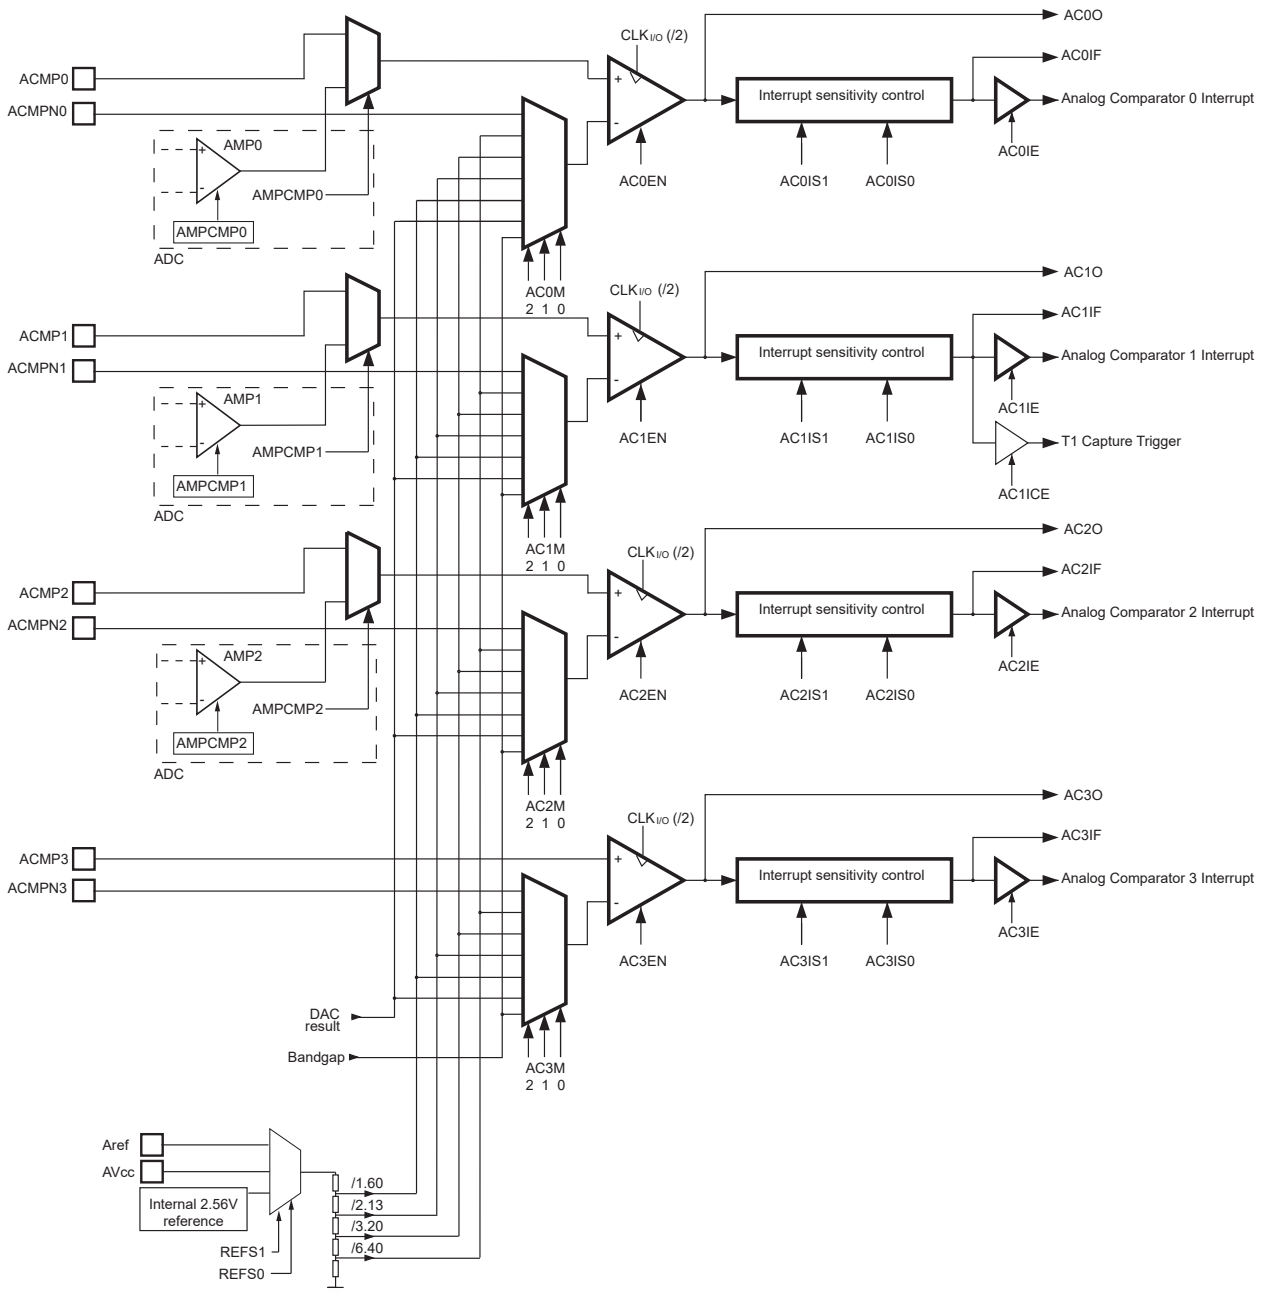 AC0O
CLKI/O (/2)
AC0IF
ACMP0
+
Interrupt sensitivity control
Analog Comparator 0 Interrupt
ACMPN0
-
AMP0
+
AC0IE
-
AMPCMP0
AC0EN
AC0IS1
AC0IS0
AMPCMP0
ADC
AC0M
2 1 0
AC1O
CLKI/O (/2)
AC1IF
ACMP1
+
Interrupt sensitivity control
Analog Comparator 1 Interrupt
ACMPN1
-
AMP1
+
AC1IE
-
AMPCMP1
AC1EN
AC1IS1
AC1IS0
T1 Capture Trigger
AMPCMP1
AC1ICE
ADC
AC1M
2 1 0
AC2O
CLKI/O (/2)
AC2IF
ACMP2
+
Interrupt sensitivity control
Analog Comparator 2 Interrupt
ACMPN2
-
AMP2
+
AC2IE
-
AMPCMP2
AC2EN
AC2IS1
AC2IS0
AMPCMP2
ADC
AC2M
2 1 0
AC3O
CLKI/O (/2)
AC3IF
ACMP3
+
Interrupt sensitivity control
Analog Comparator 3 Interrupt
ACMPN3
-
AC3IE
AC3EN
AC3IS1
AC3IS0
DAC
result
Bandgap
AC3M
2 1 0
Aref
AVcc
Internal 2.56V
reference
/1.60
/2.13
/3.20
/6.40
REFS1
REFS0